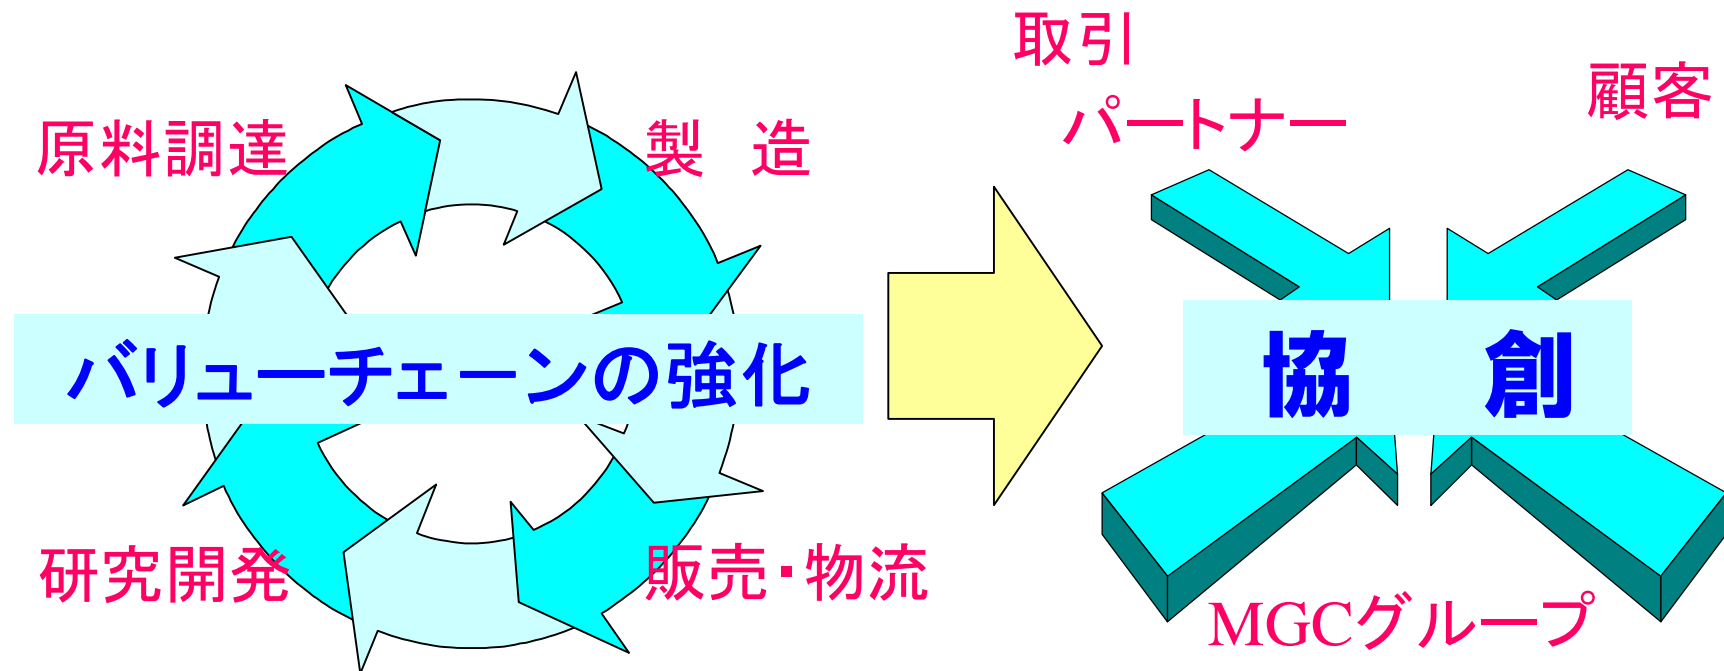 原料調達
製　造
バリューチェーンの強化
研究開発
販売・物流
取引
パートナー
顧客
協　創
MGCグループ